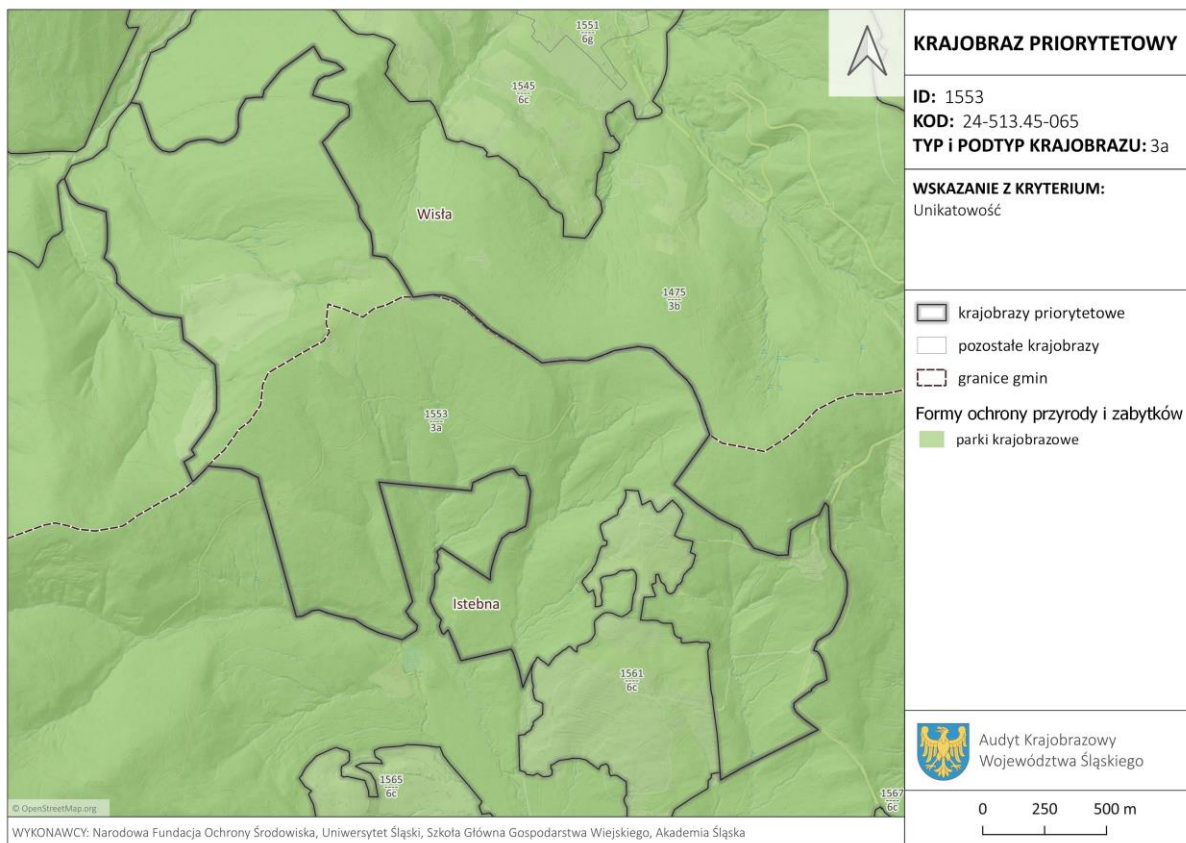 1551
6g
1545
6c
Wisła
1475
3b
1553
3a
Istebna
1561
6c
1565
6c
1567
6c
© OpenStreetMap.org
WYKONAWCY: Narodowa Fundacja Ochrony Środowiska, Uniwersytet Śląski, Szkoła Główna Gospodarstwa Wiejskiego, Akademia Śląska
KRAJOBRAZ PRIORYTETOWY
ID: 1553
KOD: 24-513.45-065
TYP i PODTYP KRAJOBRAZU: 3a
WSKAZANIE Z KRYTERIUM:
Unikatowość
krajobrazy priorytetowe
pozostałe krajobrazy
granice gmin
Formy ochrony przyrody i zabytków
parki krajobrazowe
Audyt Krajobrazowy
Województwa Śląskiego
0 250 500 m